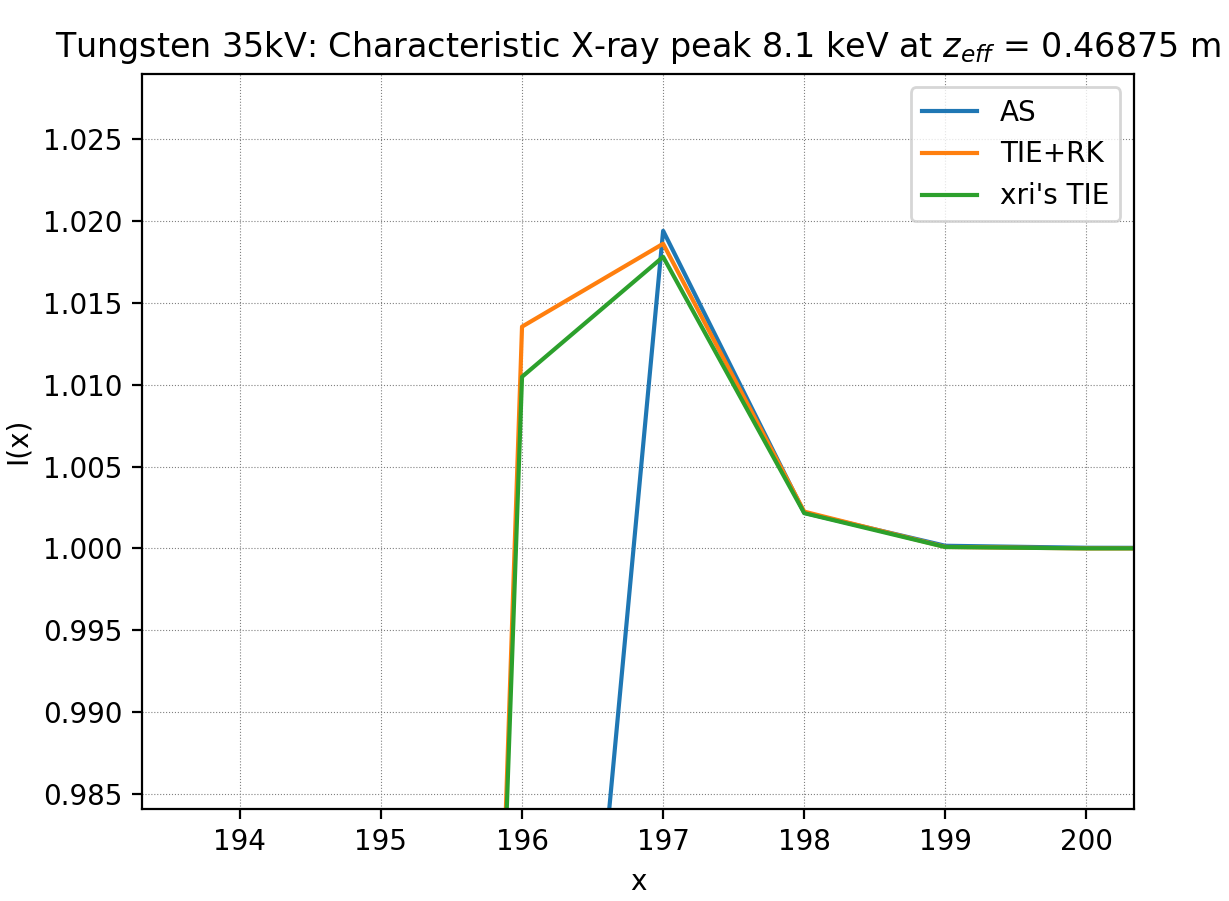 Tungsten 35kV: Characteristic X-ray peak 8.1 keV at z_eff = 0.46875 m
AS
TIE+RK
xri's TIE
I(x)
1.025
1.020
1.015
1.010
1.005
1.000
0.995
0.990
0.985
194 195 196 197 198 199 200
x